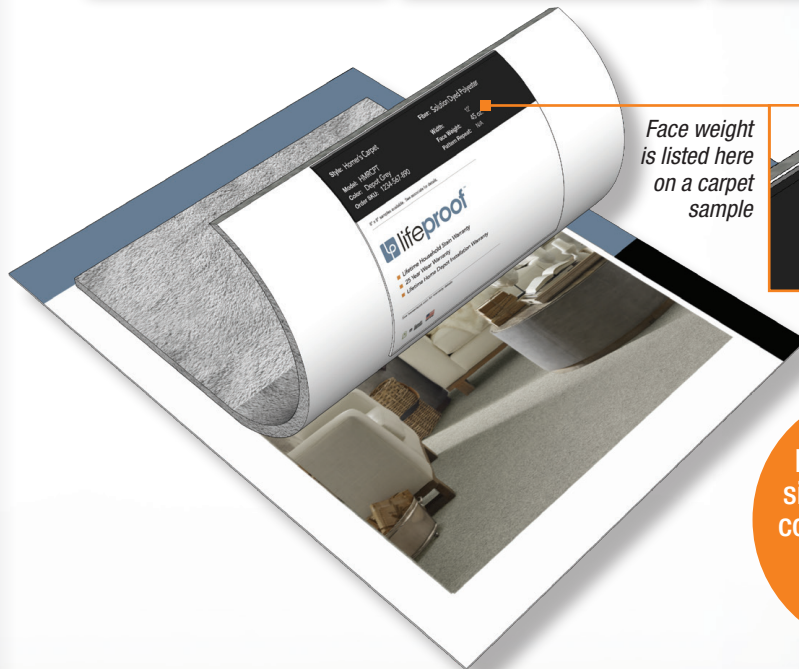 Style: Homer's Carpet
Model: HMRCPT
Color: Depot Grey
Order SKU: 1234-567-890
Fiber: Solution Dyed Polyester
Width: 12'
Face Weight: 45 oz.
Pattern Repeat: N/A
lifeproof
Lifetime Household Stain Warranty
25 Year Wear Warranty
Lifetime Home Depot Installation Warranty
Face weight
is listed here
on a carpet
sample